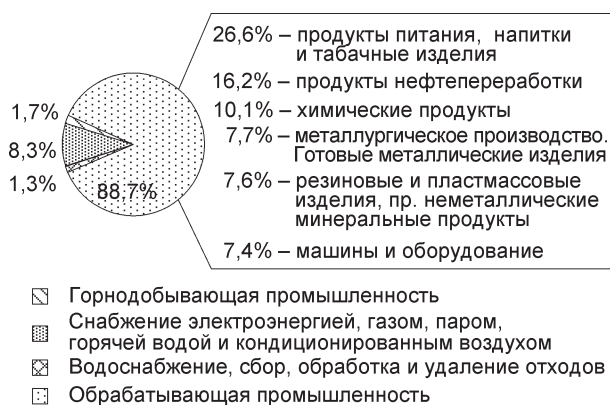 26,6% – продукты питания, напитки
и табачные изделия
16,2% – продукты нефтепереработки
10,1% – химические продукты
7,7% – металлургическое производство.
Готовые металлические изделия
7,6% – резиновые и пластмассовые
изделия, пр. неметаллические
минеральные продукты
7,4% – машины и оборудование
1,7%
8,3%
1,3%
88,7%
Горнодобывающая промышленность
Снабжение электроэнергией, газом, паром,
горячей водой и кондиционированным воздухом
Водоснабжение, сбор, обработка и удаление отходов
Обрабатывающая промышленность